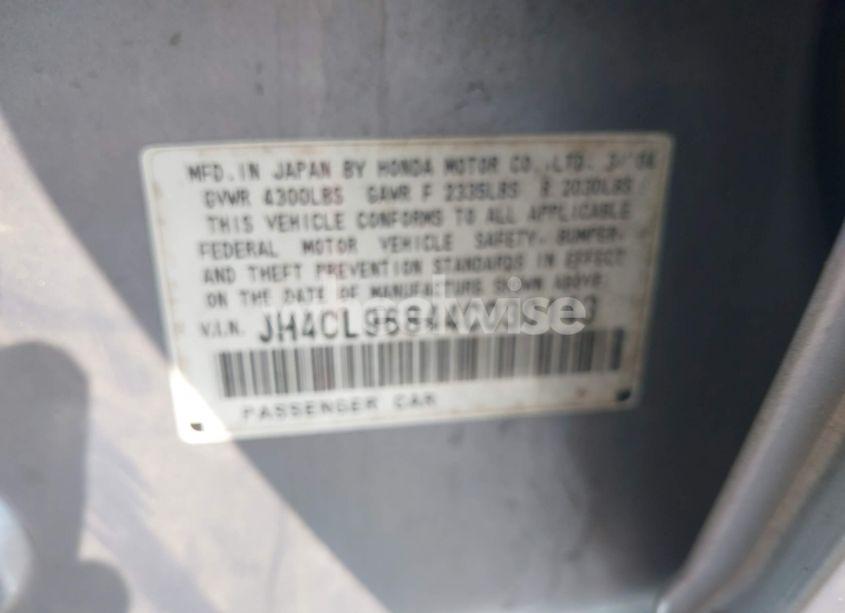 MFD. IN JAPAN BY HONDA MOTOR CO., LTD. 3/'04
GVWR 4300LBS GAWR F 2335LBS R 2030LBS
THIS VEHICLE CONFORMS TO ALL APPLICABLE
FEDERAL MOTOR VEHICLE SAFETY, BUMPER,
AND THEFT PREVENTION STANDARDS IN EFFECT
ON THE DATE OF MANUFACTURE SHOWN ABOVE.
V.I.N.
PASSENGER CAR